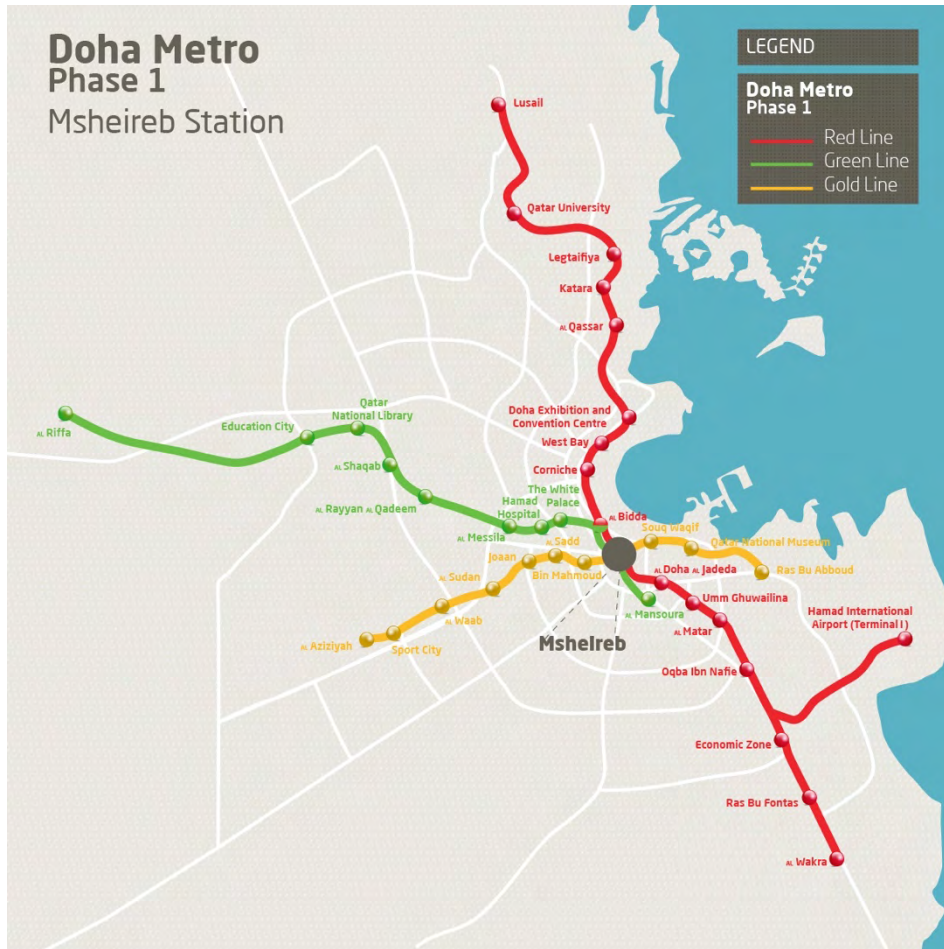 Doha Metro
Phase 1
Msheireb Station
LEGEND
Doha Metro
Phase 1
Red Line
Green Line
Gold Line
Lusail
Qatar University
Legtaifiya
Katara
AL Qassar
Doha Exhibition and
Convention Centre
West Bay
Corniche
AL Bidda
AL Riffa
Education City
Qatar
National Library
AL Shaqab
AL Rayyan AL Qadeem
AL Messila
Hamad
Hospital
The White
Palace
AL Mansoura
Souq Waqif
Qatar National Museum
Ras Bu Abboud
AL Sadd
Bin Mahmoud
Joaan
AL Sudan
AL Waab
Sport City
AL Aziziyah
Msheireb
AL Doha AL Jadeda
Umm Ghuwailina
AL Matar
Oqba Ibn Nafie
Hamad International
Airport (Terminal I)
Economic Zone
Ras Bu Fontas
AL Wakra